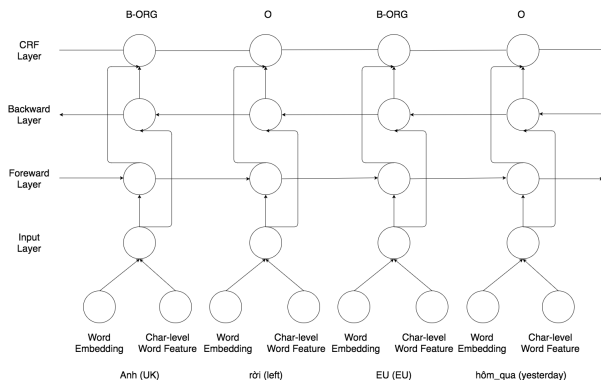 B-ORG O B-ORG O
CRF
Layer
Backward
Layer
Foreward
Layer
Input
Layer
Word
Embedding
Char-level
Word Feature
Word
Embedding
Char-level
Word Feature
Word
Embedding
Char-level
Word Feature
Word
Embedding
Char-level
Word Feature
Anh (UK) rời (left) EU (EU) hôm_qua (yesterday)